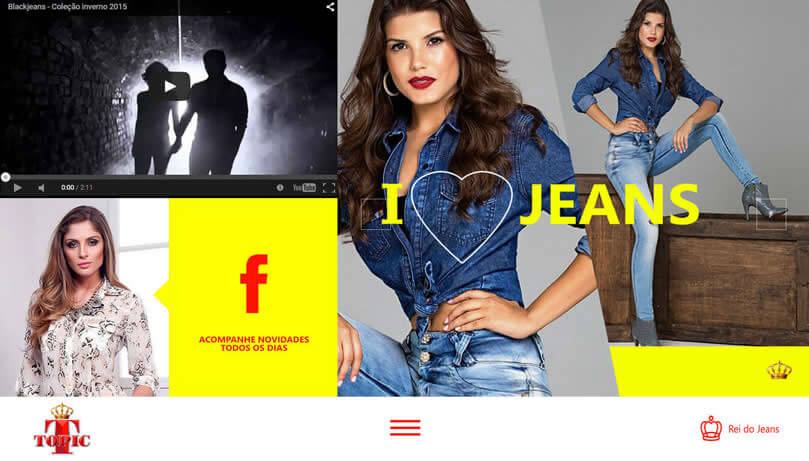 Blackjeans - Coleção inverno 2015
0:00 / 2:11
YouTube
I JEANS
f
ACOMPANHE NOVIDADES
TODOS OS DIAS
T
TOPIC
Rei do Jeans